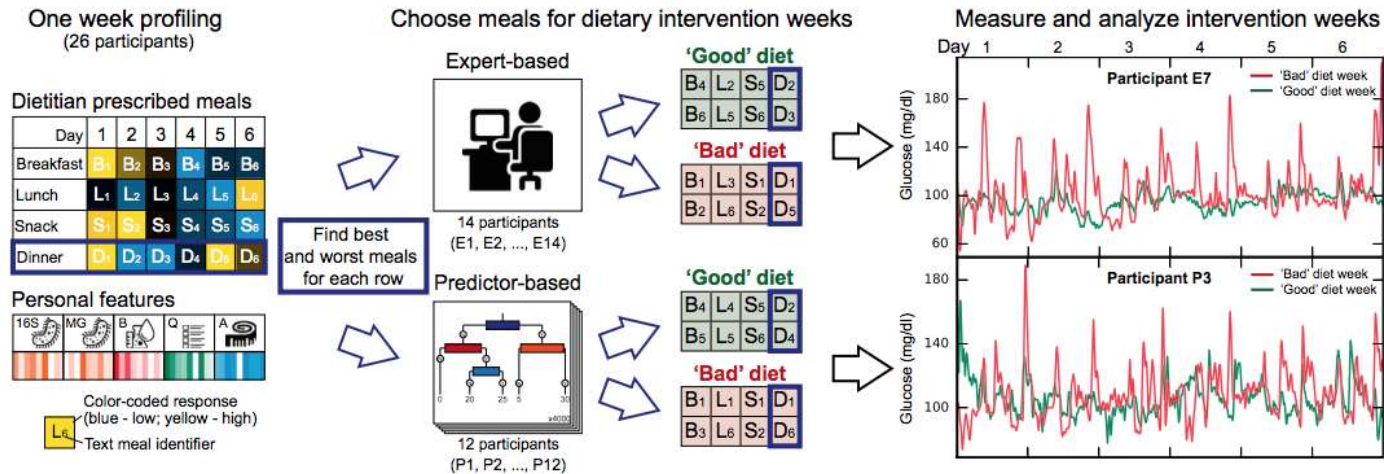 One week profiling
(26 participants)
Dietitian prescribed meals
Day 1 2 3 4 5 6
Breakfast B1 B2 B3 B4 B5 B6
Lunch L1 L2 L3 L4 L5 L6
Snack S1 S2 S3 S4 S5 S6
Dinner D1 D2 D3 D4 D5 D6
Personal features
16S MG B Q A
Color-coded response
(blue - low; yellow - high)
L6
Text meal identifier
Find best
and worst meals
for each row
Choose meals for dietary intervention weeks
Expert-based
14 participants
(E1, E2, ..., E14)
Predictor-based
0 20 25 5 30
x4000
12 participants
(P1, P2, ..., P12)
'Good' diet
B4 L2 S5 D2
B6 L5 S6 D3
'Bad' diet
B1 L3 S1 D1
B2 L6 S2 D5
'Good' diet
B4 L4 S5 D2
B5 L5 S6 D4
'Bad' diet
B1 L1 S1 D1
B3 L6 S2 D6
Measure and analyze intervention weeks
Day 1 2 3 4 5 6
Participant E7
'Bad' diet week
'Good' diet week
Glucose (mg/dl)
180
140
100
60
Participant P3
'Bad' diet week
'Good' diet week
Glucose (mg/dl)
180
140
100